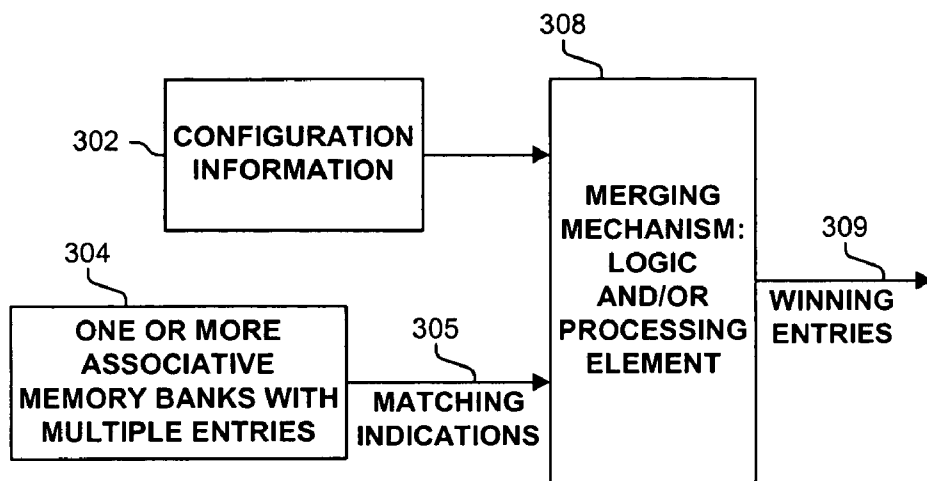 308
302
CONFIGURATION
INFORMATION
MERGING
MECHANISM:
LOGIC
AND/OR
PROCESSING
ELEMENT
309
WINNING
ENTRIES
304
ONE OR MORE
ASSOCIATIVE
MEMORY BANKS WITH
MULTIPLE ENTRIES
305
MATCHING
INDICATIONS